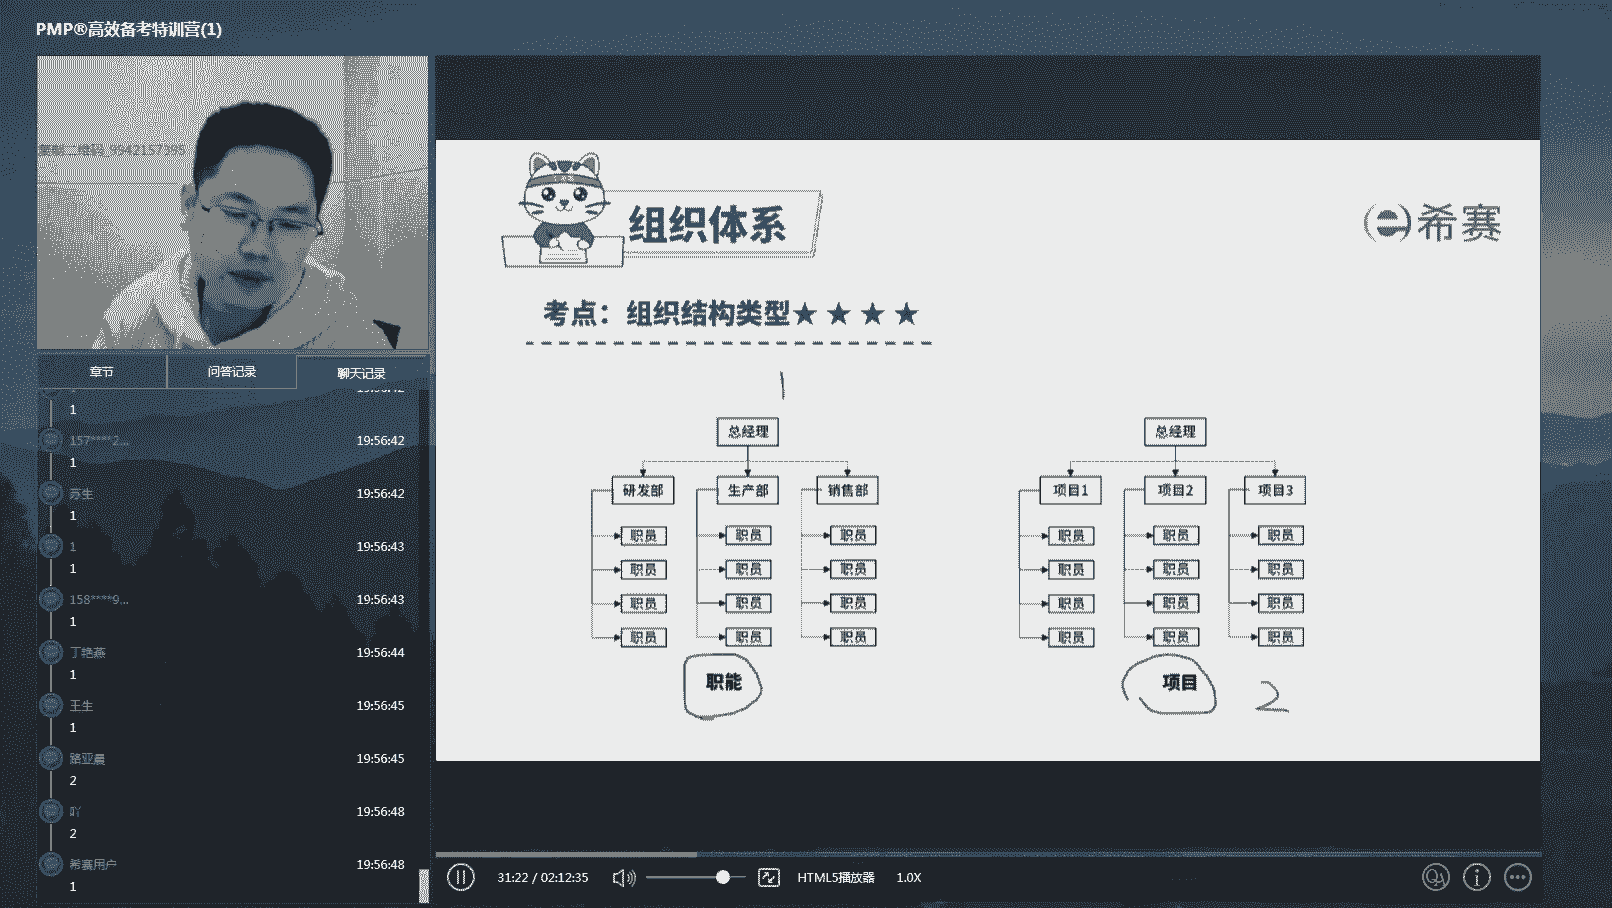 PMP®高效备考特训营(1)
章节
问答记录
聊天记录
1
157****2...
19:56:42
1
苏生
19:56:42
1
1
19:56:43
1
158****9...
19:56:43
1
丁艳燕
19:56:44
1
王生
19:56:45
1
路亚晨
19:56:45
2
吖
19:56:48
2
希赛用户
19:56:48
1
组织体系
希赛
考点：组织结构类型★ ★ ★ ★
1
总经理
研发部 生产部 销售部
职员 职员 职员
职员 职员 职员
职员 职员 职员
职员 职员 职员
职能
总经理
项目1 项目2 项目3
职员 职员 职员
职员 职员 职员
职员 职员 职员
职员 职员 职员
项目
2
31:22 / 02:12:35
HTML5播放器
1.0X